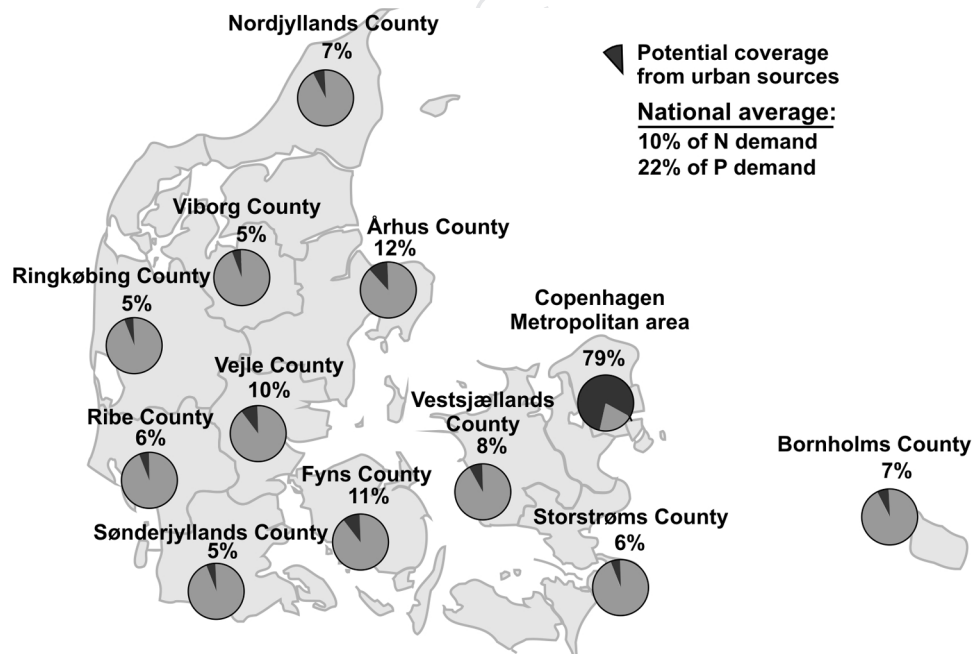 Nordjyllands County
7%
Potential coverage
from urban sources
National average:
10% of N demand
22% of P demand
Viborg County
5%
Århus County
12%
Ringkøbing County
5%
Copenhagen
Metropolitan area
79%
Vejle County
10%
Vestsjællands
County
8%
Ribe County
6%
Bornholms County
7%
Fyns County
11%
Storstrøms County
6%
Sønderjyllands County
5%